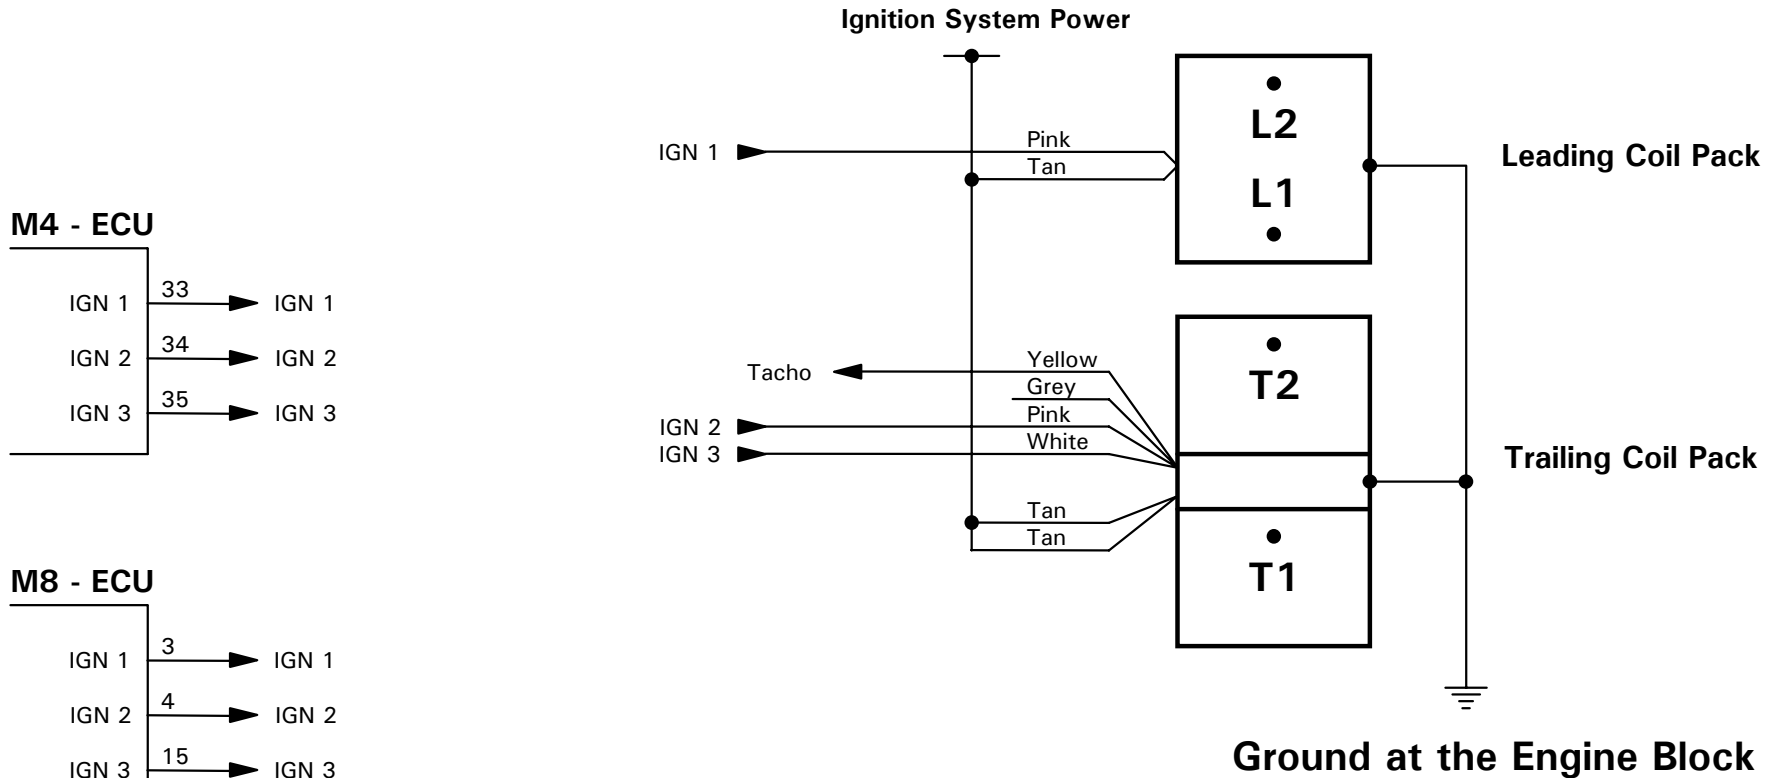 Ignition System Power
L2
L1
IGN 1
Pink
Tan
Leading Coil Pack
M4 - ECU
IGN 1 33 IGN 1
IGN 2 34 IGN 2
IGN 3 35 IGN 3
Tacho
Yellow
Grey
IGN 2
Pink
IGN 3
White
Tan
Tan
T2
T1
Trailing Coil Pack
M8 - ECU
IGN 1 3 IGN 1
IGN 2 4 IGN 2
IGN 3 15 IGN 3
Ground at the Engine Block